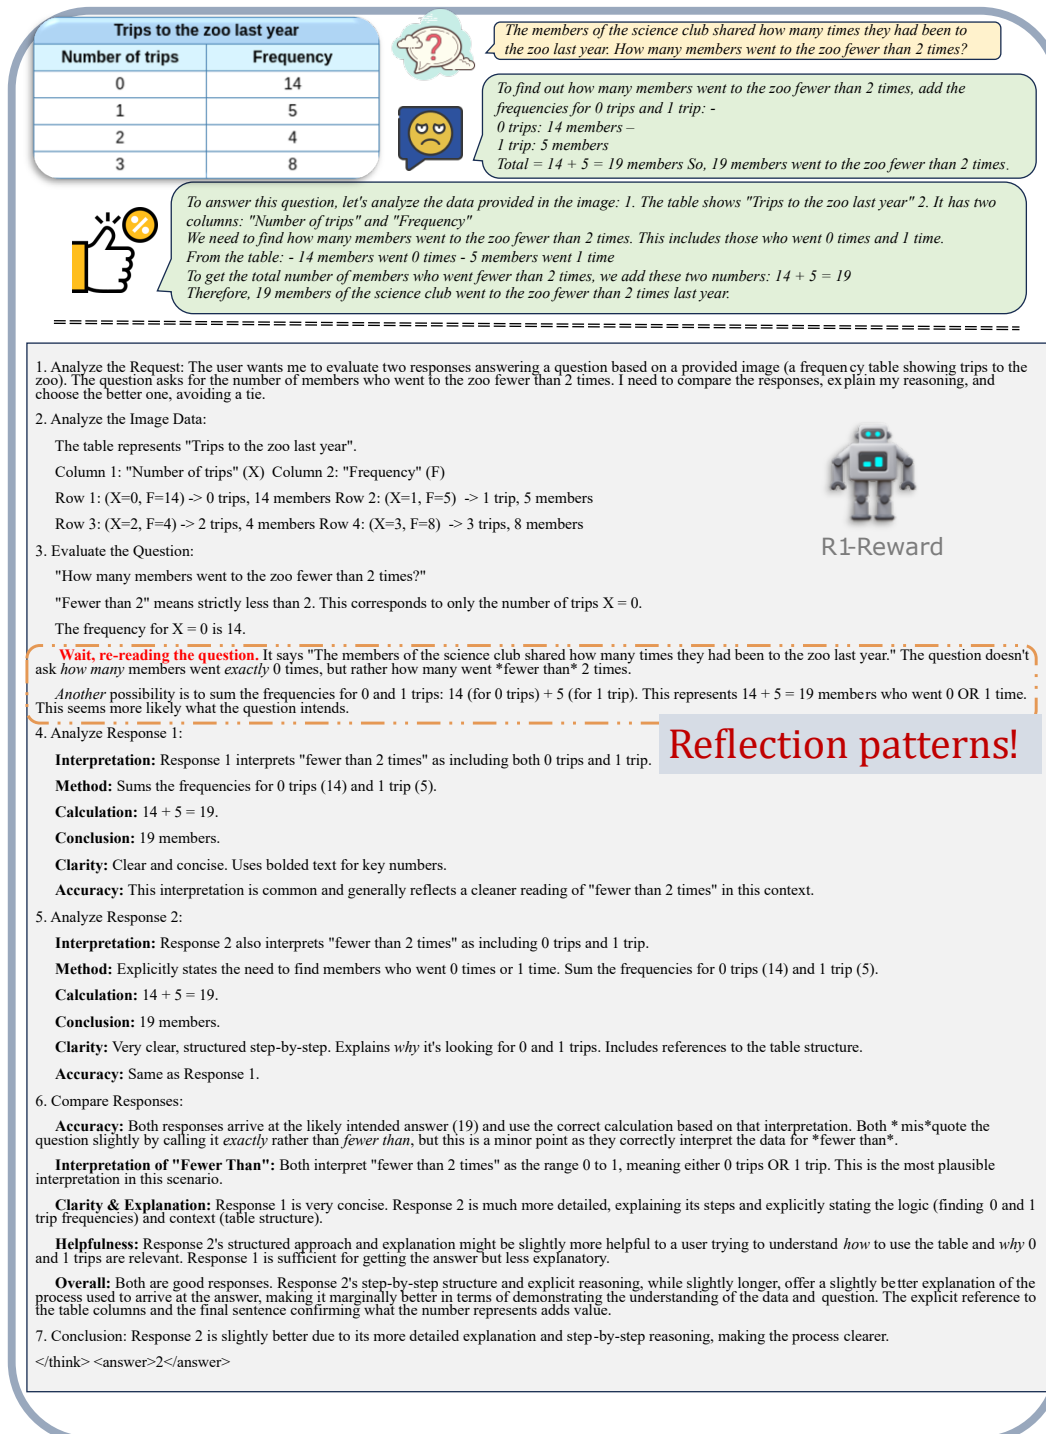 Trips to the zoo last year
Number of trips Frequency
0 14
1 5
2 4
3 8
?
The members of the science club shared how many times they had been to
the zoo last year. How many members went to the zoo fewer than 2 times?
To find out how many members went to the zoo fewer than 2 times, add the
frequencies for 0 trips and 1 trip: -
0 trips: 14 members –
1 trip: 5 members
Total = 14 + 5 = 19 members So, 19 members went to the zoo fewer than 2 times.
%
To answer this question, let's analyze the data provided in the image: 1. The table shows "Trips to the zoo last year" 2. It has two
columns: "Number of trips" and "Frequency"
We need to find how many members went to the zoo fewer than 2 times. This includes those who went 0 times and 1 time.
From the table: - 14 members went 0 times - 5 members went 1 time
To get the total number of members who went fewer than 2 times, we add these two numbers: 14 + 5 = 19
Therefore, 19 members of the science club went to the zoo fewer than 2 times last year.
1. Analyze the Request: The user wants me to evaluate two responses answering a question based on a provided image (a frequency table showing trips to the
zoo). The question asks for the number of members who went to the zoo fewer than 2 times. I need to compare the responses, explain my reasoning, and
choose the better one, avoiding a tie.
2. Analyze the Image Data:
The table represents "Trips to the zoo last year".
Column 1: "Number of trips" (X) Column 2: "Frequency" (F)
Row 1: (X=0, F=14) -> 0 trips, 14 members Row 2: (X=1, F=5) -> 1 trip, 5 members
Row 3: (X=2, F=4) -> 2 trips, 4 members Row 4: (X=3, F=8) -> 3 trips, 8 members
R1-Reward
3. Evaluate the Question:
"How many members went to the zoo fewer than 2 times?"
"Fewer than 2" means strictly less than 2. This corresponds to only the number of trips X = 0.
The frequency for X = 0 is 14.
Wait, re-reading the question. It says "The members of the science club shared how many times they had been to the zoo last year." The question doesn't
ask how many members went exactly 0 times, but rather how many went *fewer than* 2 times.
Another possibility is to sum the frequencies for 0 and 1 trips: 14 (for 0 trips) + 5 (for 1 trip). This represents 14 + 5 = 19 members who went 0 OR 1 time.
This seems more likely what the question intends.
Reflection patterns!
4. Analyze Response 1:
Interpretation: Response 1 interprets "fewer than 2 times" as including both 0 trips and 1 trip.
Method: Sums the frequencies for 0 trips (14) and 1 trip (5).
Calculation: 14 + 5 = 19.
Conclusion: 19 members.
Clarity: Clear and concise. Uses bolded text for key numbers.
Accuracy: This interpretation is common and generally reflects a cleaner reading of "fewer than 2 times" in this context.
5. Analyze Response 2:
Interpretation: Response 2 also interprets "fewer than 2 times" as including 0 trips and 1 trip.
Method: Explicitly states the need to find members who went 0 times or 1 time. Sum the frequencies for 0 trips (14) and 1 trip (5).
Calculation: 14 + 5 = 19.
Conclusion: 19 members.
Clarity: Very clear, structured step-by-step. Explains why it's looking for 0 and 1 trips. Includes references to the table structure.
Accuracy: Same as Response 1.
6. Compare Responses:
Accuracy: Both responses arrive at the likely intended answer (19) and use the correct calculation based on that interpretation. Both *mis*quote the
question slightly by calling it exactly rather than fewer than, but this is a minor point as they correctly interpret the data for *fewer than*.
Interpretation of "Fewer Than": Both interpret "fewer than 2 times" as the range 0 to 1, meaning either 0 trips OR 1 trip. This is the most plausible
interpretation in this scenario.
Clarity & Explanation: Response 1 is very concise. Response 2 is much more detailed, explaining its steps and explicitly stating the logic (finding 0 and 1
trip frequencies) and context (table structure).
Helpfulness: Response 2's structured approach and explanation might be slightly more helpful to a user trying to understand how to use the table and why 0
and 1 trips are relevant. Response 1 is sufficient for getting the answer but less explanatory.
Overall: Both are good responses. Response 2's step-by-step structure and explicit reasoning, while slightly longer, offer a slightly better explanation of the
process used to arrive at the answer, making it marginally better in terms of demonstrating the understanding of the data and question. The explicit reference to
the table columns and the final sentence confirming what the number represents adds value.
7. Conclusion: Response 2 is slightly better due to its more detailed explanation and step-by-step reasoning, making the process clearer.
</think> <answer>2</answer>